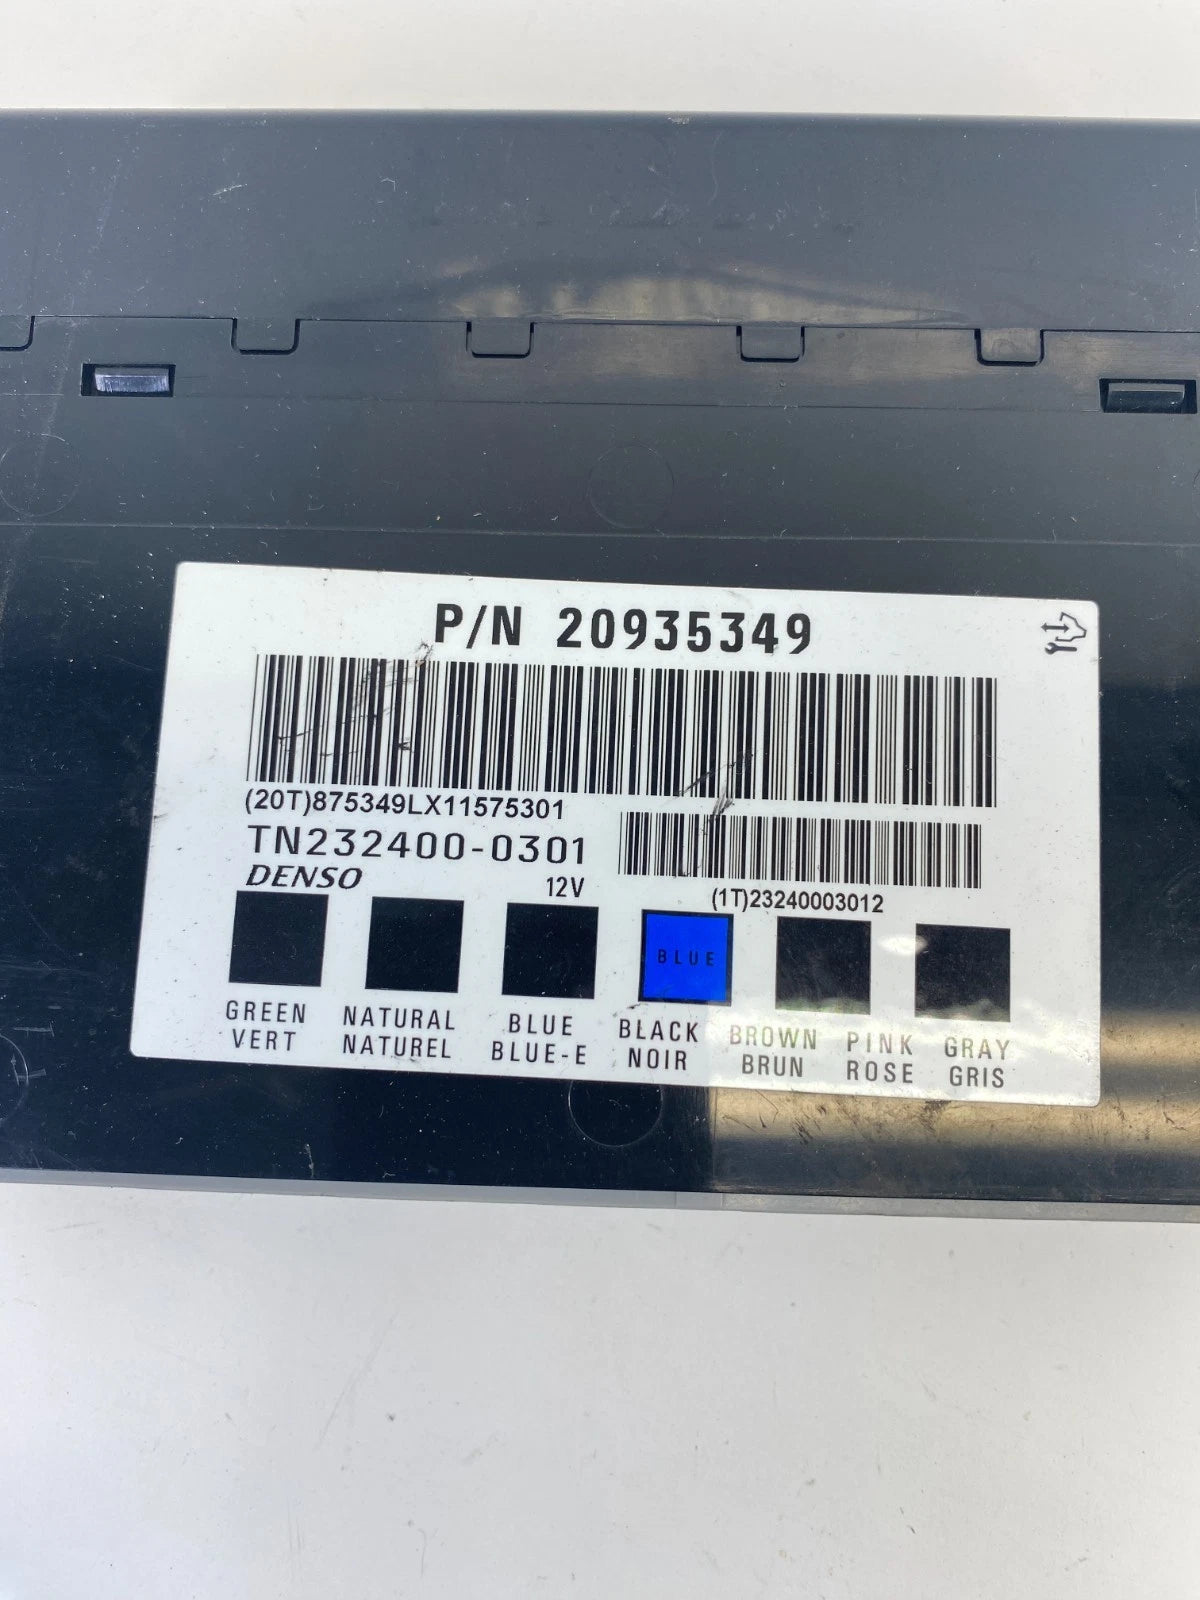 P/N 20935349
(20T)875349LX11575301
TN232400-0301
DENSO 12V
(1T)23240003012
BLUE
GREEN NATURAL BLUE BLACK BROWN PINK GRAY
VERT NATUREL BLUE-E NOIR BRUN ROSE GRIS